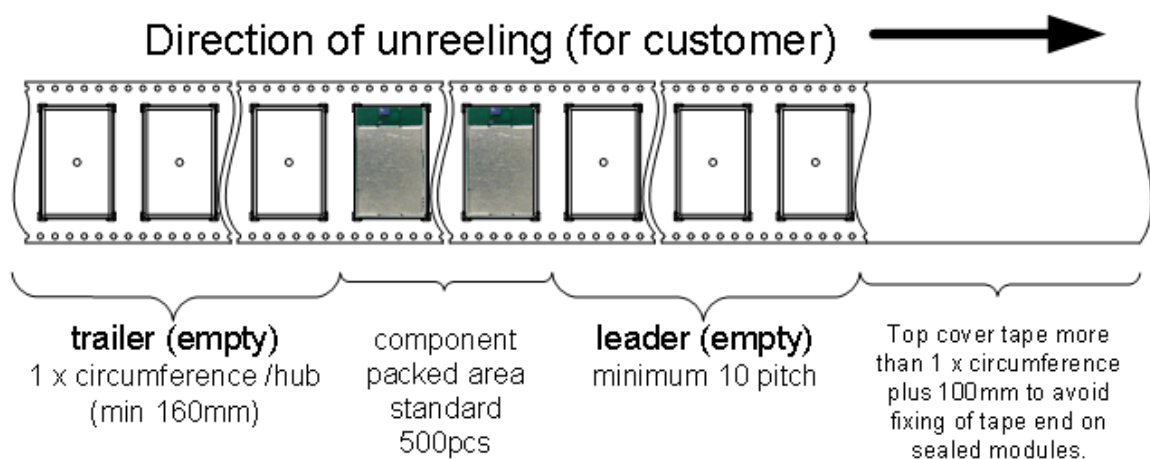 Direction of unreeling (for customer)
trailer (empty)
1 x circumference /hub
(min 160mm)
component
packed area
standard
500pcs
leader (empty)
minimum 10 pitch
Top cover tape more
than 1 x circumference
plus 100mm to avoid
fixing of tape end on
sealed modules.